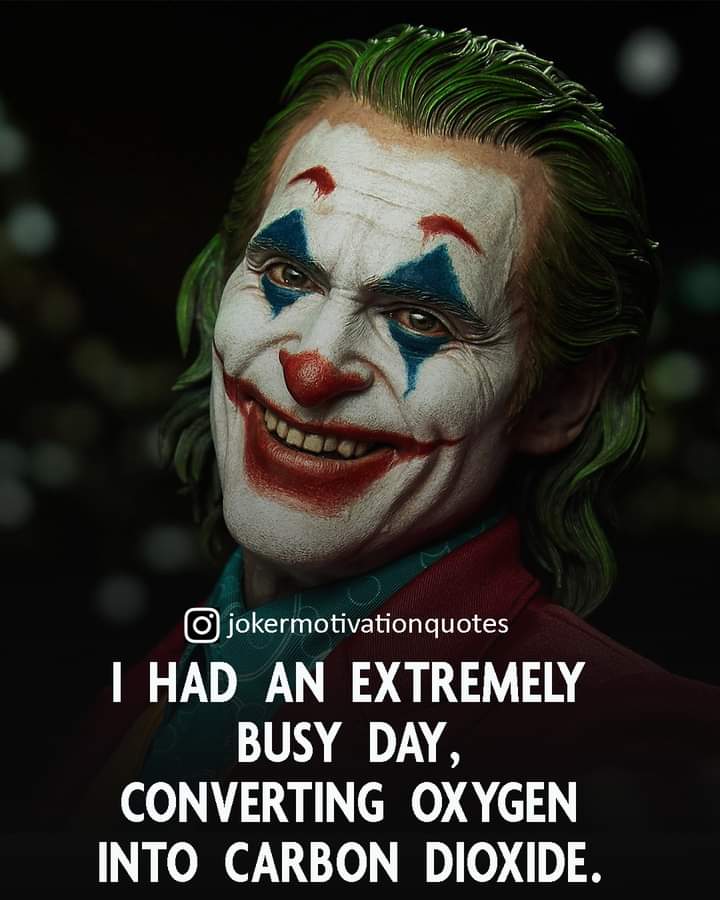 jokermotivationquotes
I HAD AN EXTREMELY
BUSY DAY,
CONVERTING OXYGEN
INTO CARBON DIOXIDE.